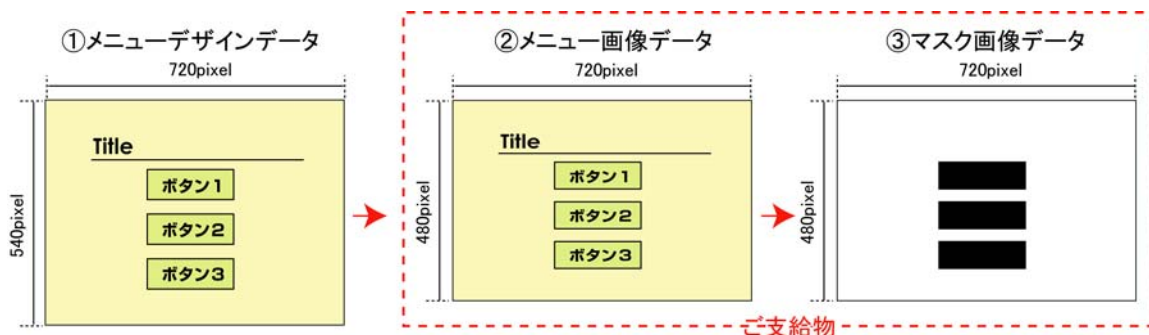 ①メニューデザインデータ
720pixel
540pixel
Title
ボタン1
ボタン2
ボタン3
②メニュー画像データ
720pixel
480pixel
Title
ボタン1
ボタン2
ボタン3
③マスク画像データ
720pixel
480pixel
ご支給物